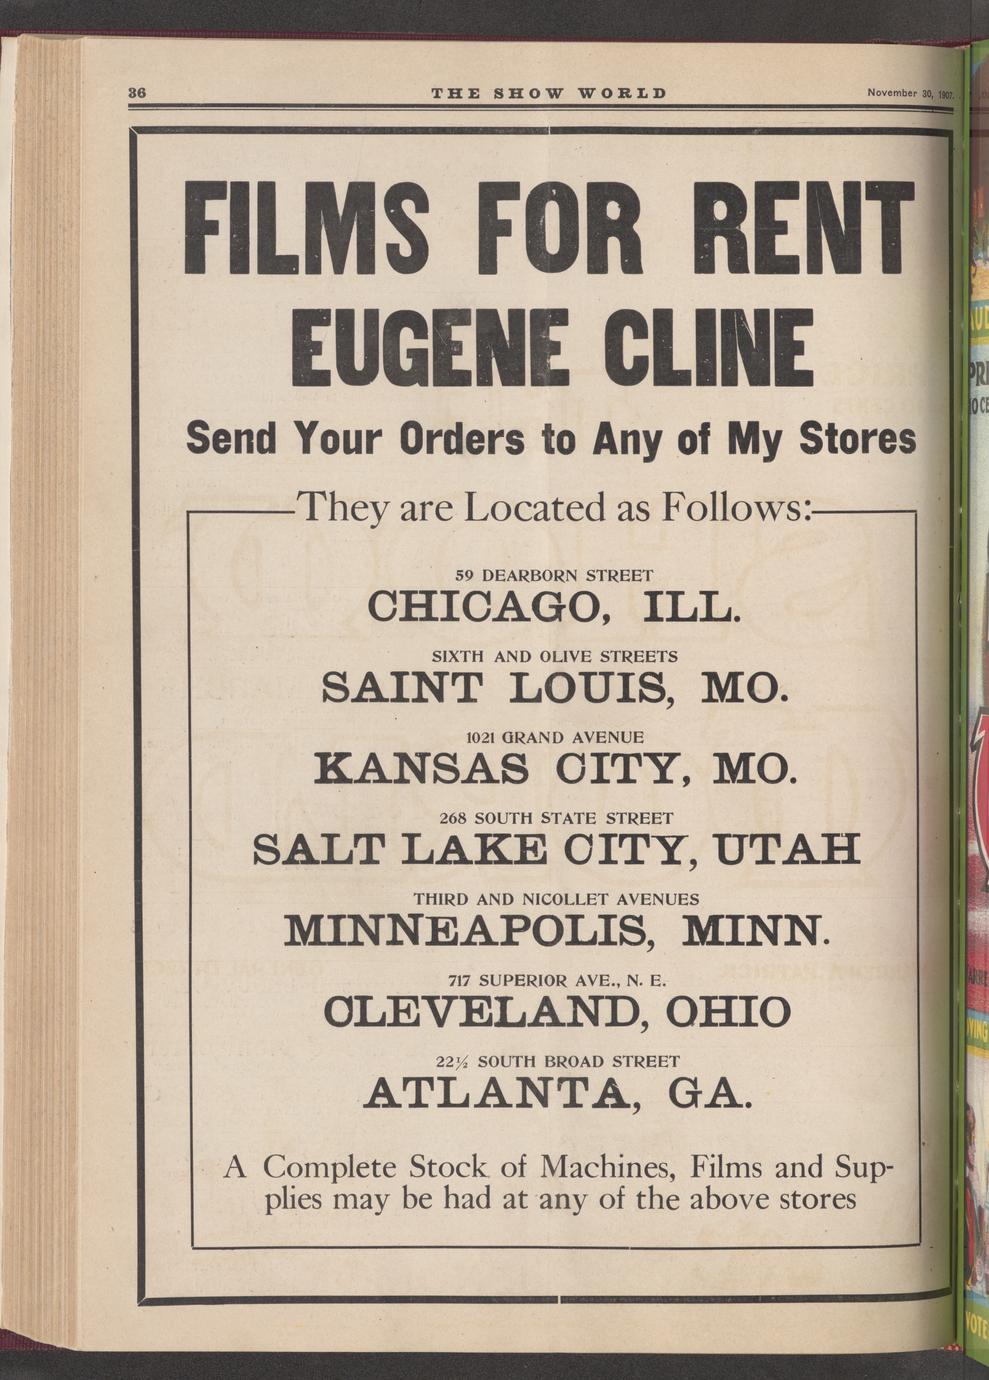 36
THE SHOW WORLD
November 30, 1907.
FILMS FOR RENT
EUGENE CLINE
Send Your Orders to Any of My Stores
They are Located as Follows:
59 DEARBORN STREET
CHICAGO, ILL.
SIXTH AND OLIVE STREETS
SAINT LOUIS, MO.
1021 GRAND AVENUE
KANSAS CITY, MO.
268 SOUTH STATE STREET
SALT LAKE CITY, UTAH
THIRD AND NICOLLET AVENUES
MINNEAPOLIS, MINN.
717 SUPERIOR AVE., N. E.
CLEVELAND, OHIO
22½ SOUTH BROAD STREET
ATLANTA, GA.
A Complete Stock of Machines, Films and Sup-
plies may be had at any of the above stores